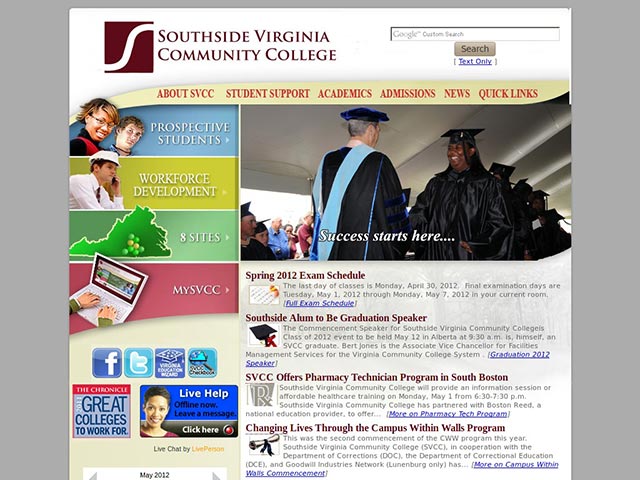 SOUTHSIDE VIRGINIA
COMMUNITY COLLEGE
Google™ Custom Search
Search
[ Text Only ]
ABOUT SVCC STUDENT SUPPORT ACADEMICS ADMISSIONS NEWS QUICK LINKS
PROSPECTIVE
STUDENTS
WORKFORCE
DEVELOPMENT
8 SITES
MYSVCC
Success starts here....
Spring 2012 Exam Schedule
The last day of classes is Monday, April 30, 2012. Final examination days are
Tuesday, May 1, 2012 through Monday, May 7, 2012 in your current room.
[Full Exam Schedule]
Southside Alum to Be Graduation Speaker
The Commencement Speaker for Southside Virginia Community Collegeís
Class of 2012 event to be held May 12 in Alberta at 9:30 a.m. is, himself, an
SVCC graduate. Bert Jones is the Associate Vice Chancellor for Facilities
Management Services for the Virginia Community College System . [Graduation 2012
Speaker]
SVCC Offers Pharmacy Technician Program in South Boston
Southside Virginia Community College will provide an information session or
affordable healthcare training on Monday, May 1 from 6:30-7:30 p.m.
Southside Virginia Community College has partnered with Boston Reed, a
national education provider, to offer.... [More on Pharmacy Tech Program]
Changing Lives Through the Campus Within Walls Program
This was the second commencement of the CWW program this year.
Southside Virginia Community College (SVCC), in cooperation with the
Department of Corrections (DOC), the Department of Correctional Education
(DCE), and Goodwill Industries Network (Lunenburg only) has... [More on Campus Within
Walls Commencement]
VIRGINIA
EDUCATION
WIZARD
SVCC
Checkbook
THE CHRONICLE
GREAT
COLLEGES
TO WORK FOR.
Live Help
Offline now.
Leave a message.
Click here
Live Chat by LivePerson
May 2012